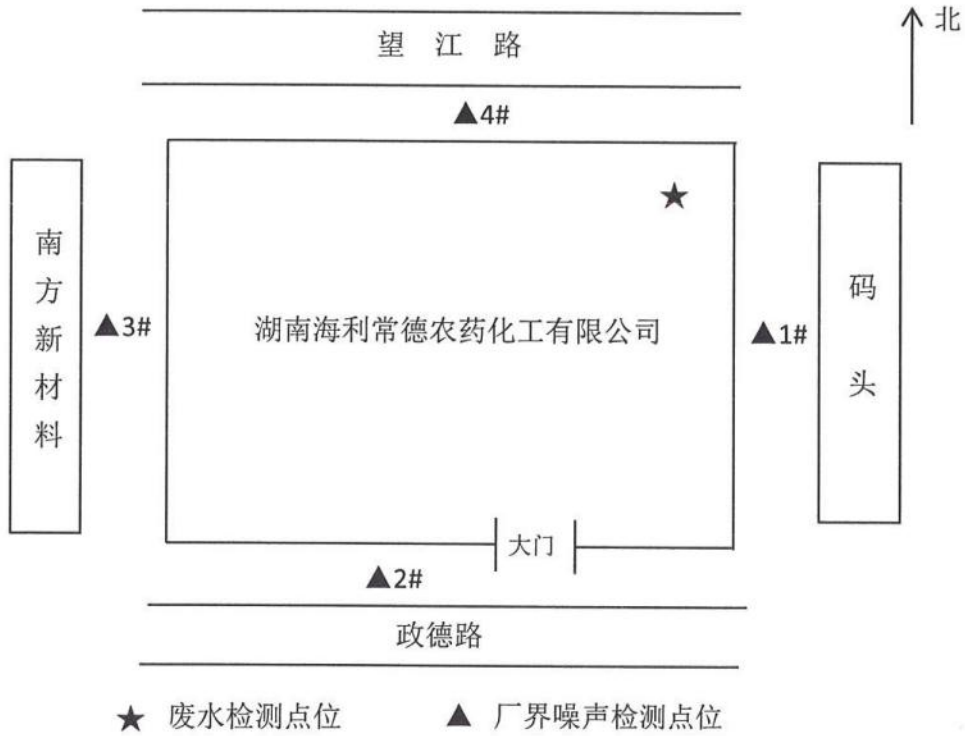 望江路
北
▲4#
南方新材料
▲3#
湖南海利常德农药化工有限公司
▲1#
码头
大门
▲2#
政德路
★ 废水检测点位 ▲ 厂界噪声检测点位